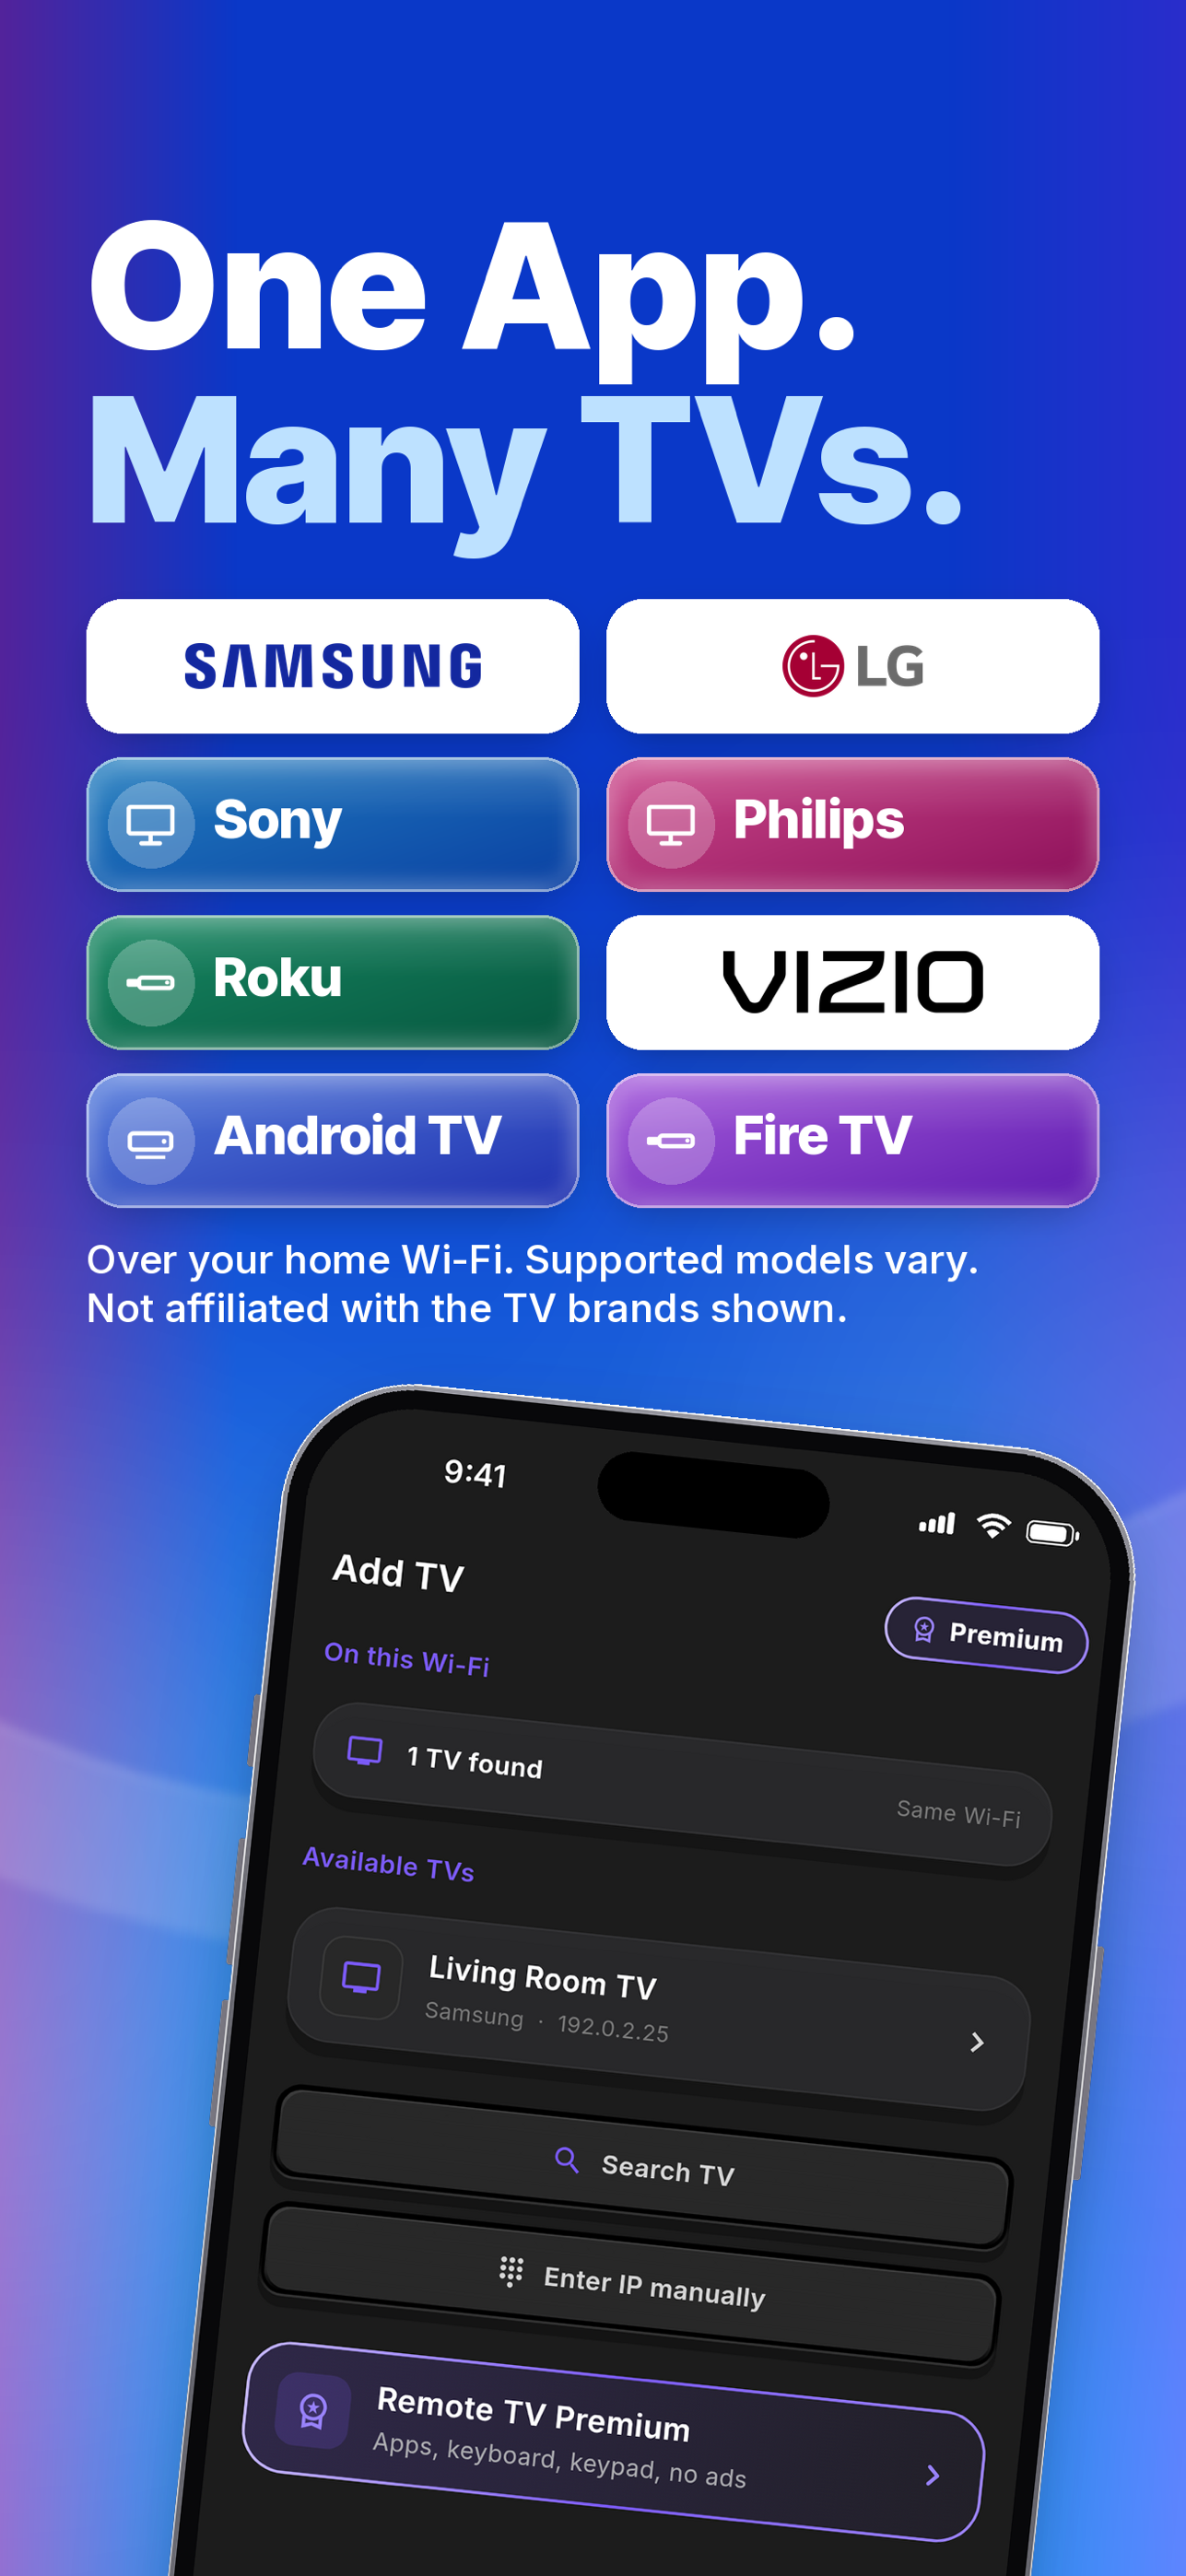 One App.
Many TVs.
SAMSUNG
LG
Sony
Philips
Roku
VIZIO
Android TV
Fire TV
Over your home Wi-Fi. Supported models vary.
Not affiliated with the TV brands shown.
9:41
Add TV
Premium
On this Wi-Fi
1 TV found
Same Wi-Fi
Available TVs
Living Room TV
Samsung · 192.0.2.25
Search TV
Enter IP manually
Remote TV Premium
Apps, keyboard, keypad, no ads